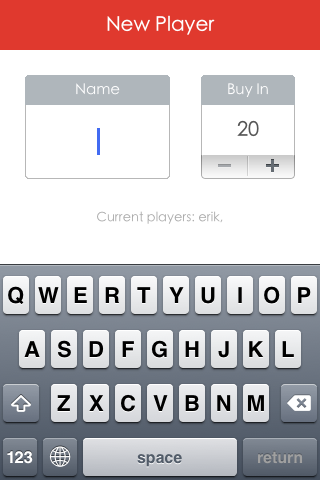 New Player
Name
Buy In
20
− +
Current players: erik,
Q W E R T Y U I O P
A S D F G H J K L
Z X C V B N M
123 space return